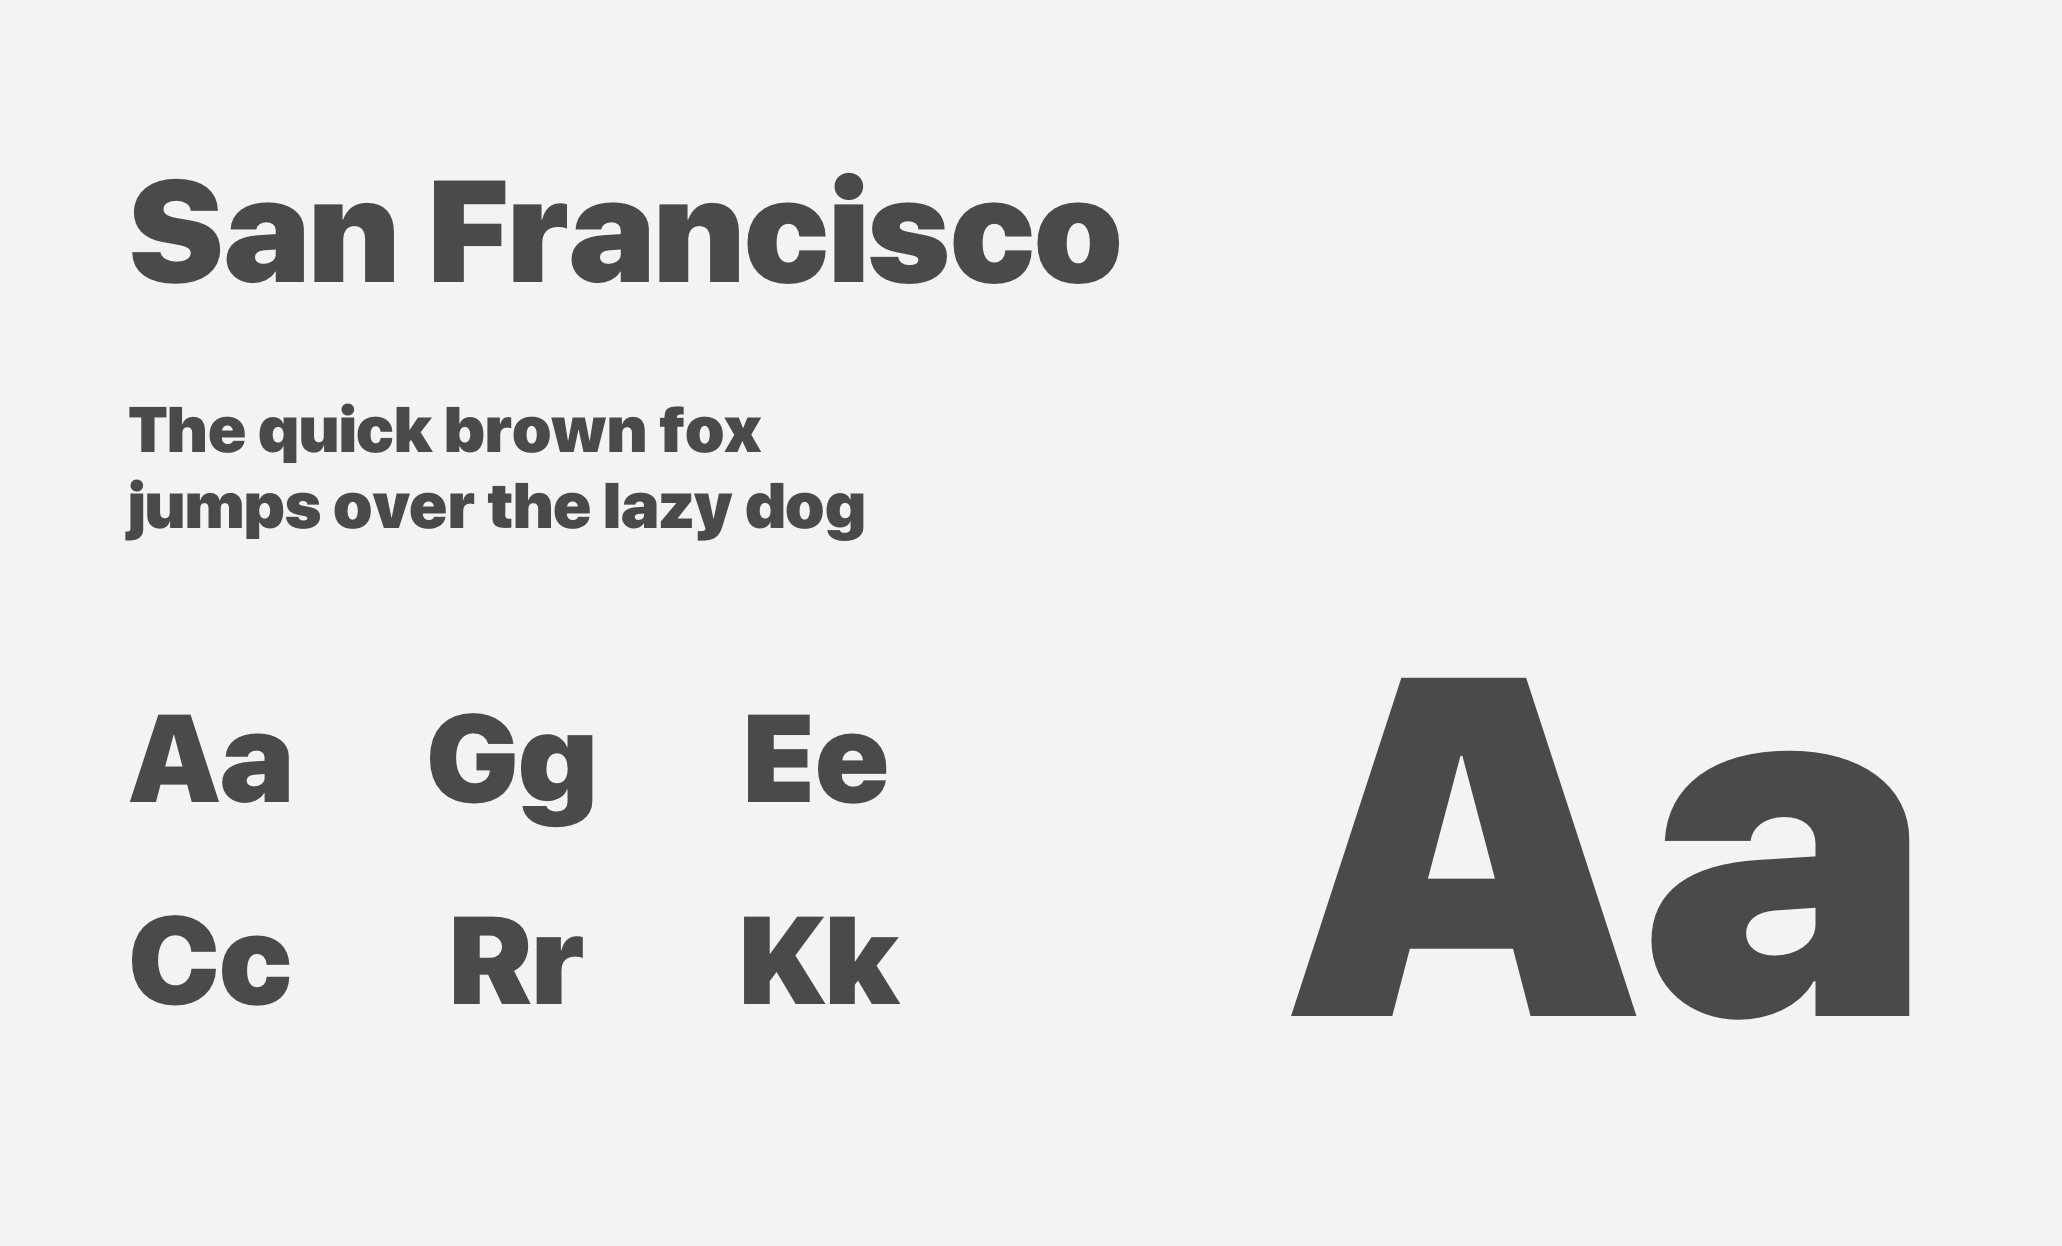 San Francisco
The quick brown fox
jumps over the lazy dog
Aa Gg Ee
Cc Rr Kk
Aa